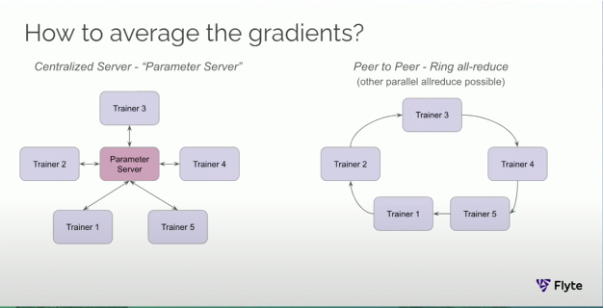 How to average the gradients?
Centralized Server - “Parameter Server”
Trainer 3
Trainer 2
Parameter
Server
Trainer 4
Trainer 1
Trainer 5
Peer to Peer - Ring all-reduce
(other parallel allreduce possible)
Trainer 3
Trainer 2
Trainer 4
Trainer 1
Trainer 5
Flyte